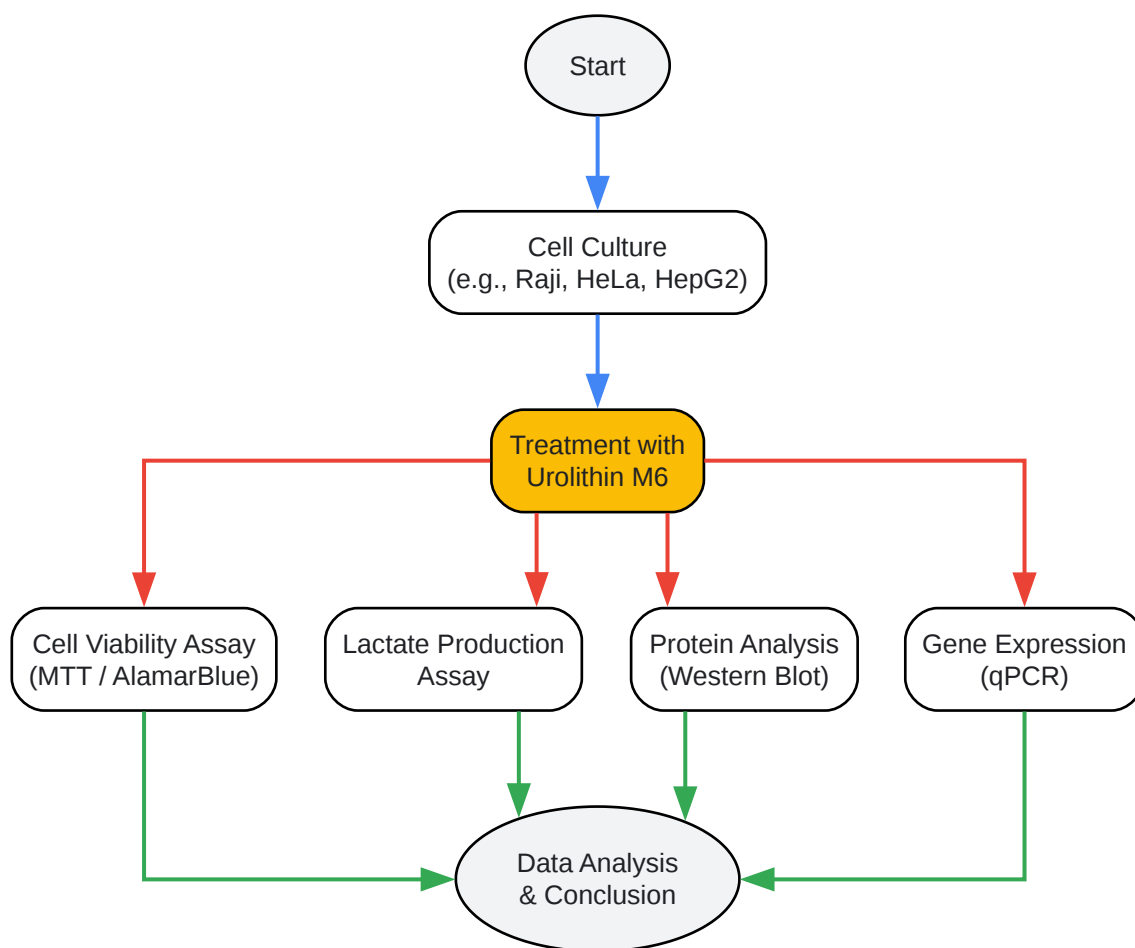 Start
Cell Culture
(e.g., Raji, HeLa, HepG2)
Treatment with
Urolithin M6
Cell Viability Assay
(MTT / AlamarBlue)
Lactate Production
Assay
Protein Analysis
(Western Blot)
Gene Expression
(qPCR)
Data Analysis
& Conclusion